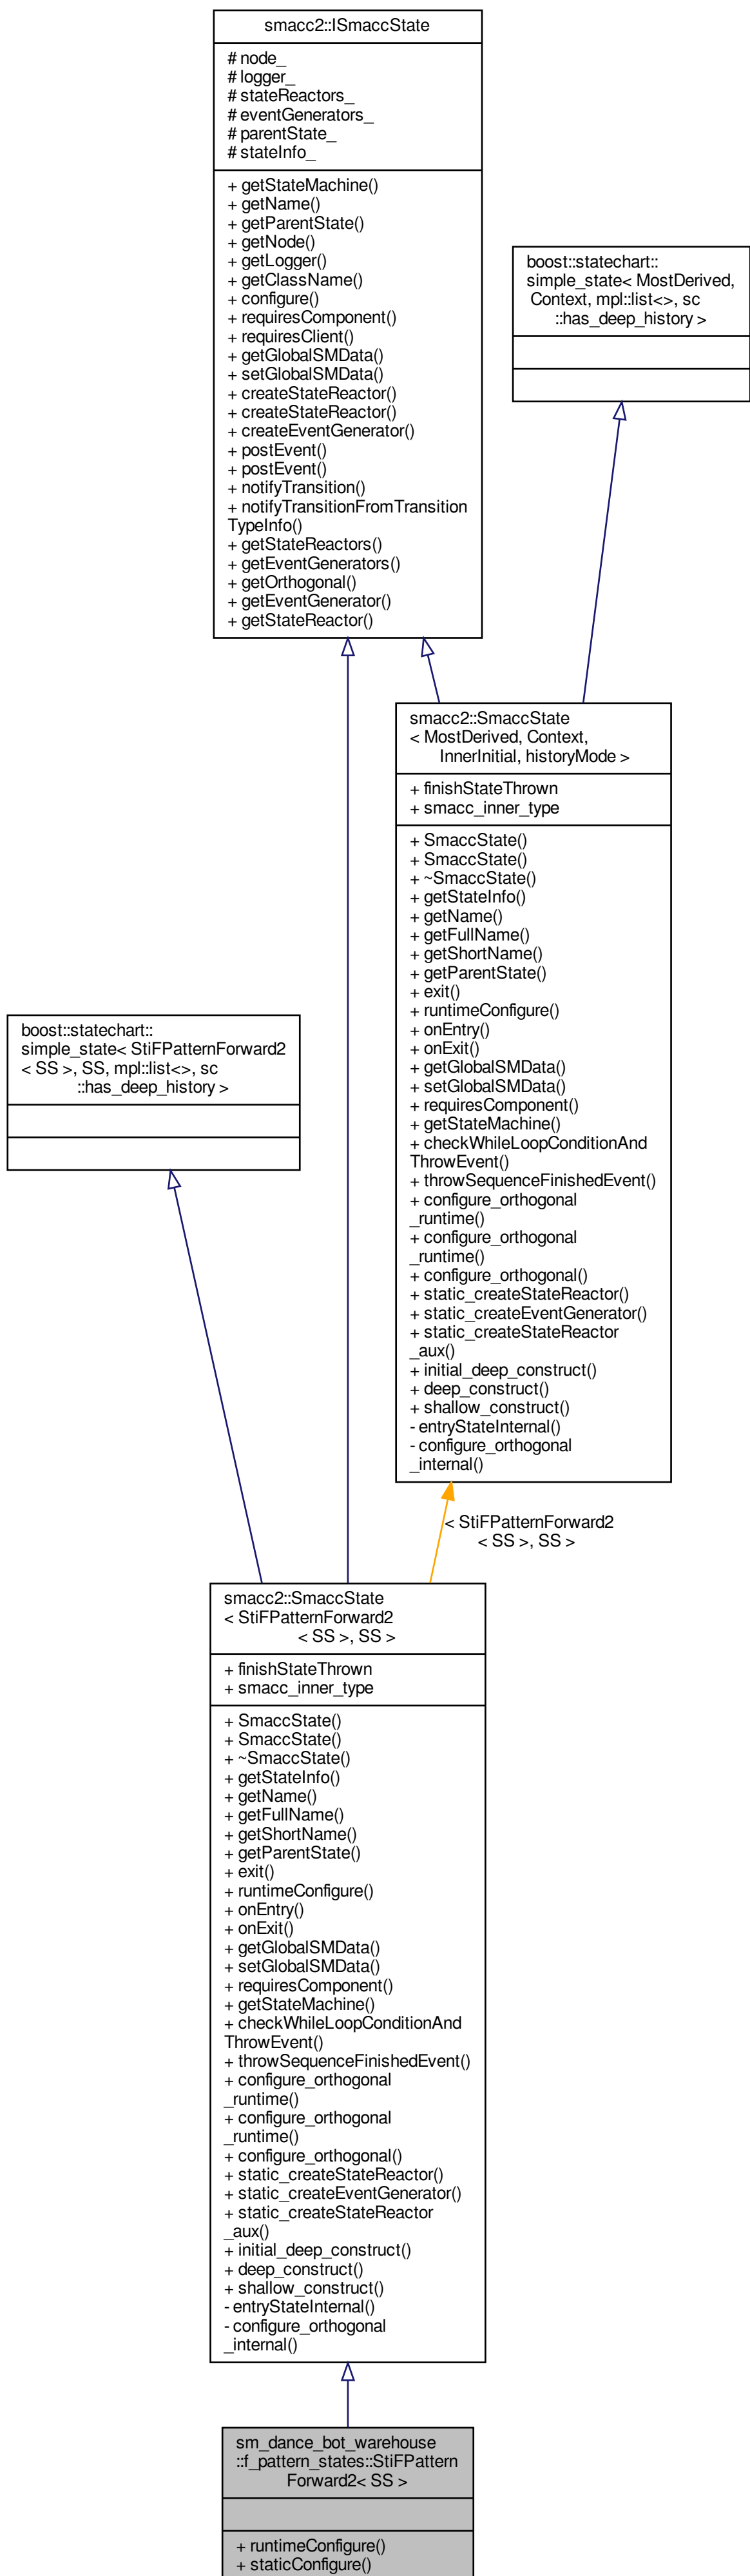 smacc2::ISmaccState
# node_
# logger_
# stateReactors_
# eventGenerators_
# parentState_
# stateInfo_
+ getStateMachine()
+ getName()
+ getParentState()
+ getNode()
+ getLogger()
+ getClassName()
+ configure()
+ requiresComponent()
+ requiresClient()
+ getGlobalSMData()
+ setGlobalSMData()
+ createStateReactor()
+ createStateReactor()
+ createEventGenerator()
+ postEvent()
+ postEvent()
+ notifyTransition()
+ notifyTransitionFromTransition
TypeInfo()
+ getStateReactors()
+ getEventGenerators()
+ getOrthogonal()
+ getEventGenerator()
+ getStateReactor()
boost::statechart::
simple_state< MostDerived,
Context, mpl::list<>, sc
::has_deep_history >
smacc2::SmaccState
< MostDerived, Context,
InnerInitial, historyMode >
+ finishStateThrown
+ smacc_inner_type
+ SmaccState()
+ SmaccState()
+ ~SmaccState()
+ getStateInfo()
+ getName()
+ getFullName()
+ getShortName()
+ getParentState()
+ exit()
+ runtimeConfigure()
+ onEntry()
+ onExit()
+ getGlobalSMData()
+ setGlobalSMData()
+ requiresComponent()
+ getStateMachine()
+ checkWhileLoopConditionAnd
ThrowEvent()
+ throwSequenceFinishedEvent()
+ configure_orthogonal
_runtime()
+ configure_orthogonal
_runtime()
+ configure_orthogonal()
+ static_createStateReactor()
+ static_createEventGenerator()
+ static_createStateReactor
_aux()
+ initial_deep_construct()
+ deep_construct()
+ shallow_construct()
- entryStateInternal()
- configure_orthogonal
_internal()
boost::statechart::
simple_state< StiFPatternForward2
< SS >, SS, mpl::list<>, sc
::has_deep_history >
< StiFPatternForward2
< SS >, SS >
smacc2::SmaccState
< StiFPatternForward2
< SS >, SS >
+ finishStateThrown
+ smacc_inner_type
+ SmaccState()
+ SmaccState()
+ ~SmaccState()
+ getStateInfo()
+ getName()
+ getFullName()
+ getShortName()
+ getParentState()
+ exit()
+ runtimeConfigure()
+ onEntry()
+ onExit()
+ getGlobalSMData()
+ setGlobalSMData()
+ requiresComponent()
+ getStateMachine()
+ checkWhileLoopConditionAnd
ThrowEvent()
+ throwSequenceFinishedEvent()
+ configure_orthogonal
_runtime()
+ configure_orthogonal
_runtime()
+ configure_orthogonal()
+ static_createStateReactor()
+ static_createEventGenerator()
+ static_createStateReactor
_aux()
+ initial_deep_construct()
+ deep_construct()
+ shallow_construct()
- entryStateInternal()
- configure_orthogonal
_internal()
sm_dance_bot_warehouse
::f_pattern_states::StiFPattern
Forward2< SS >
+ runtimeConfigure()
+ staticConfigure()